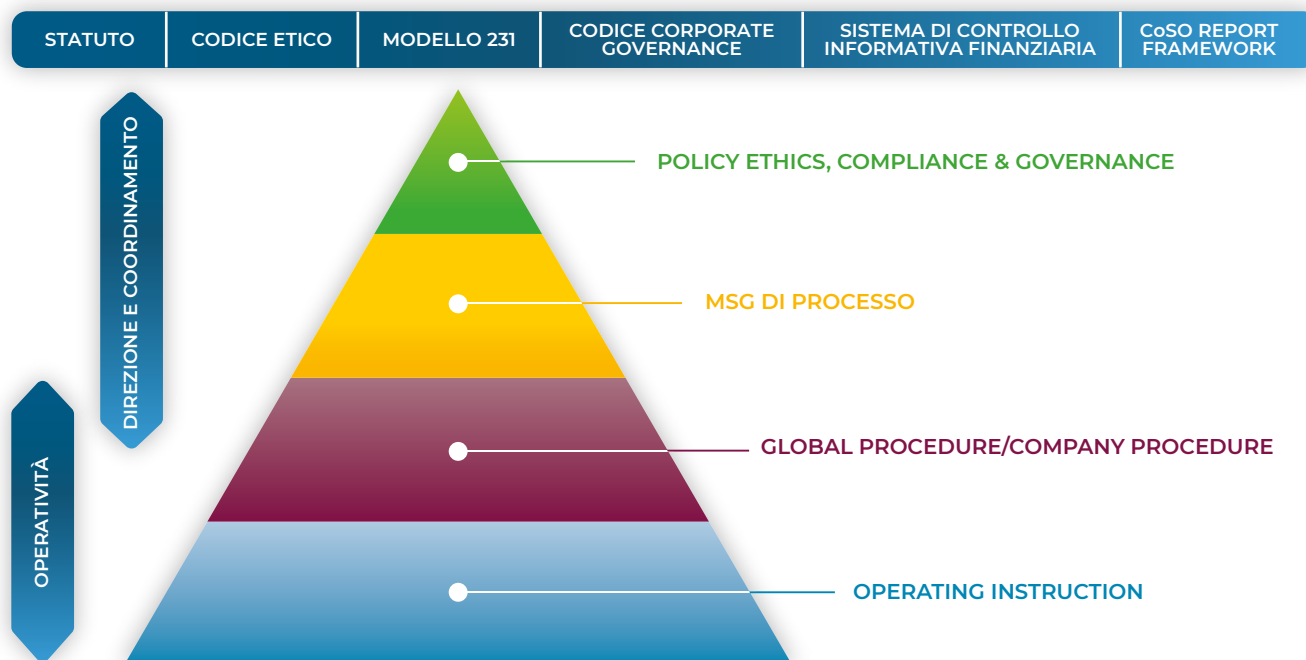 STATUTO
CODICE ETICO
MODELLO 231
CODICE CORPORATE
GOVERNANCE
SISTEMA DI CONTROLLO
INFORMATIVA FINANZIARIA
CoSO REPORT
FRAMEWORK
DIREZIONE E COORDINAMENTO
POLICY ETHICS, COMPLIANCE & GOVERNANCE
MSG DI PROCESSO
OPERATIVITÀ
GLOBAL PROCEDURE/COMPANY PROCEDURE
OPERATING INSTRUCTION